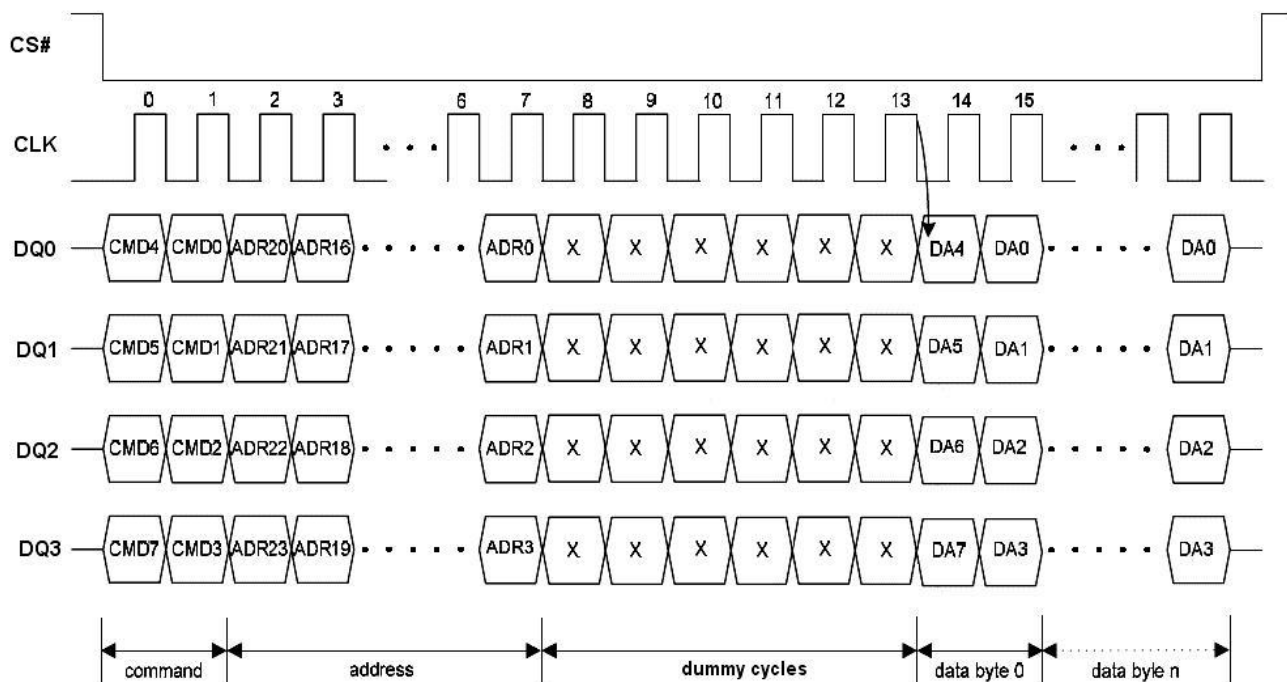 CS#
0 1 2 3 6 7 8 9 10 11 12 13 14 15
CLK
DQ0 CMD4 CMD0 ADR20 ADR16 ADR0 X X X X X X DA4 DA0 DA0
DQ1 CMD5 CMD1 ADR21 ADR17 ADR1 X X X X X X DA5 DA1 DA1
DQ2 CMD6 CMD2 ADR22 ADR18 ADR2 X X X X X X DA6 DA2 DA2
DQ3 CMD7 CMD3 ADR23 ADR19 ADR3 X X X X X X DA7 DA3 DA3
command address dummy cycles data byte 0 data byle n